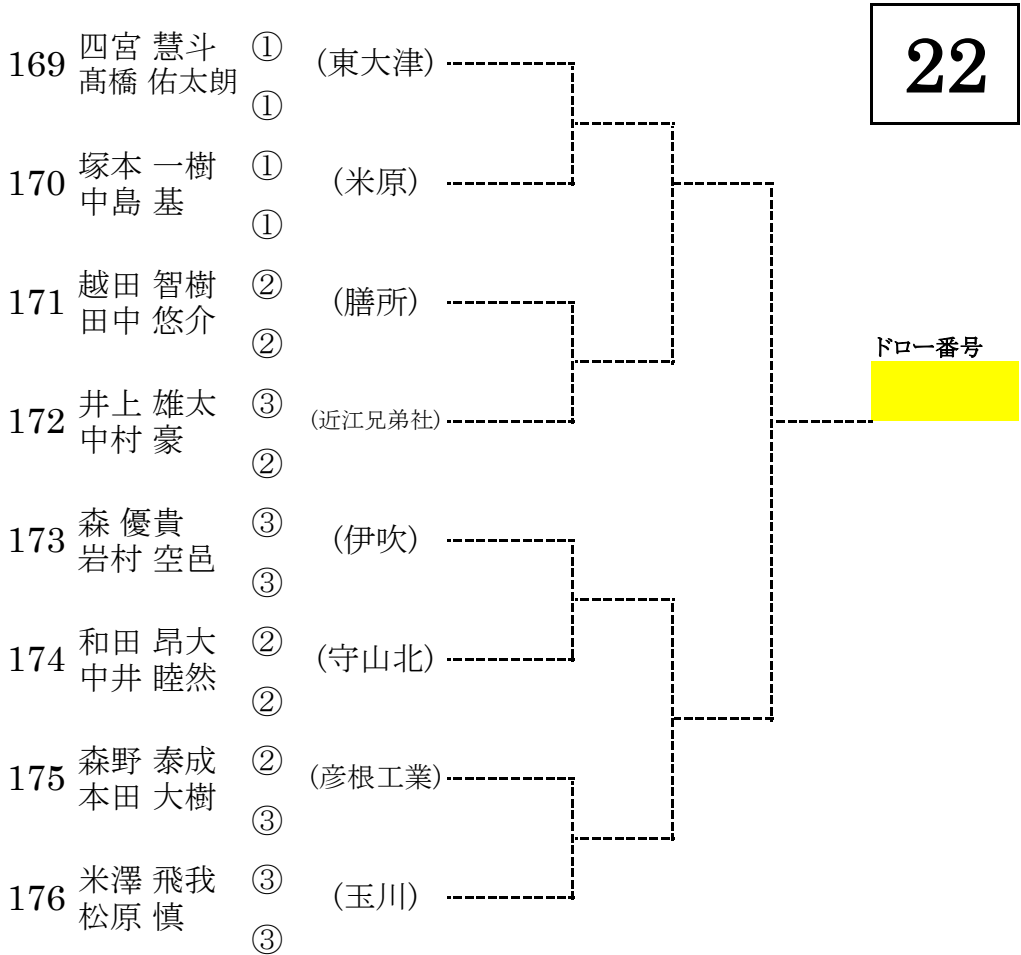 22
169 四宮 慧斗 ① (東大津)
髙橋 佑太朗 ①
170 塚本 一樹 ① (米原)
中島 基 ①
171 越田 智樹 ② (膳所)
田中 悠介 ②
ドロー番号
172 井上 雄太 ③ (近江兄弟社)
中村 豪 ②
173 森 優貴 ③ (伊吹)
岩村 空邑 ③
174 和田 昂大 ② (守山北)
中井 睦然 ②
175 森野 泰成 ② (彦根工業)
本田 大樹 ③
176 米澤 飛我 ③ (玉川)
松原 慎 ③